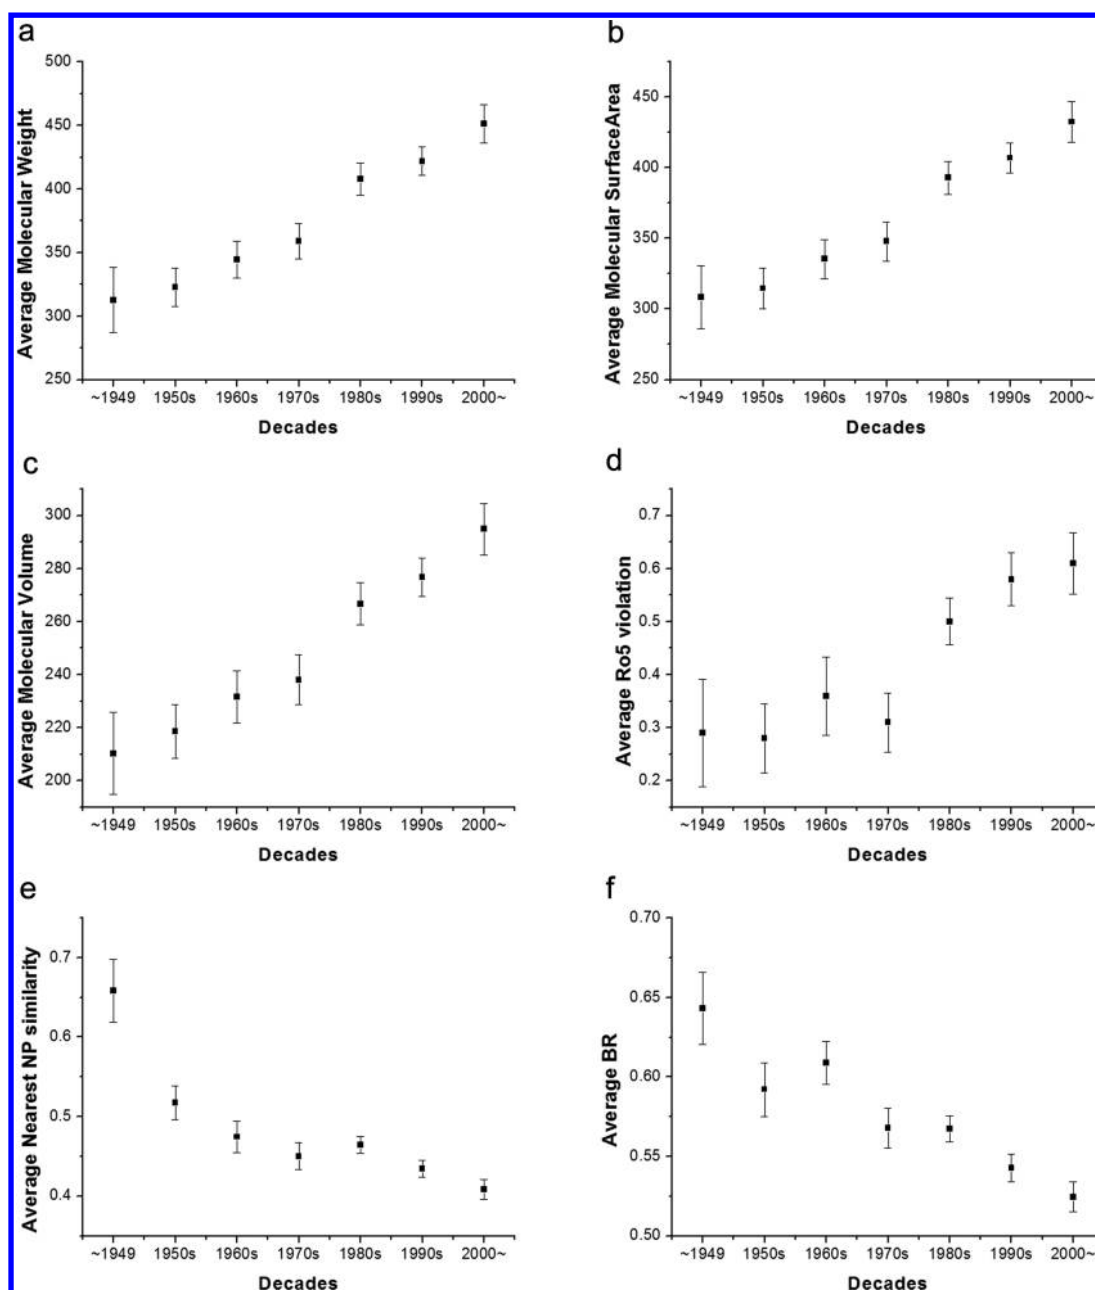 a
Average Molecular Weight
500
450
400
350
300
250
~1949 1950s 1960s 1970s 1980s 1990s 2000~
Decades
b
Average Molecular SurfaceArea
450
400
350
300
250
~1949 1950s 1960s 1970s 1980s 1990s 2000~
Decades
c
Average Molecular Volume
300
280
260
240
220
200
~1949 1950s 1960s 1970s 1980s 1990s 2000~
Decades
d
Average Ro5 violation
0.7
0.6
0.5
0.4
0.3
0.2
~1949 1950s 1960s 1970s 1980s 1990s 2000~
Decades
e
Average Nearest NP similarity
0.7
0.6
0.5
0.4
~1949 1950s 1960s 1970s 1980s 1990s 2000~
Decades
f
Average BR
0.70
0.65
0.60
0.55
0.50
~1949 1950s 1960s 1970s 1980s 1990s 2000~
Decades